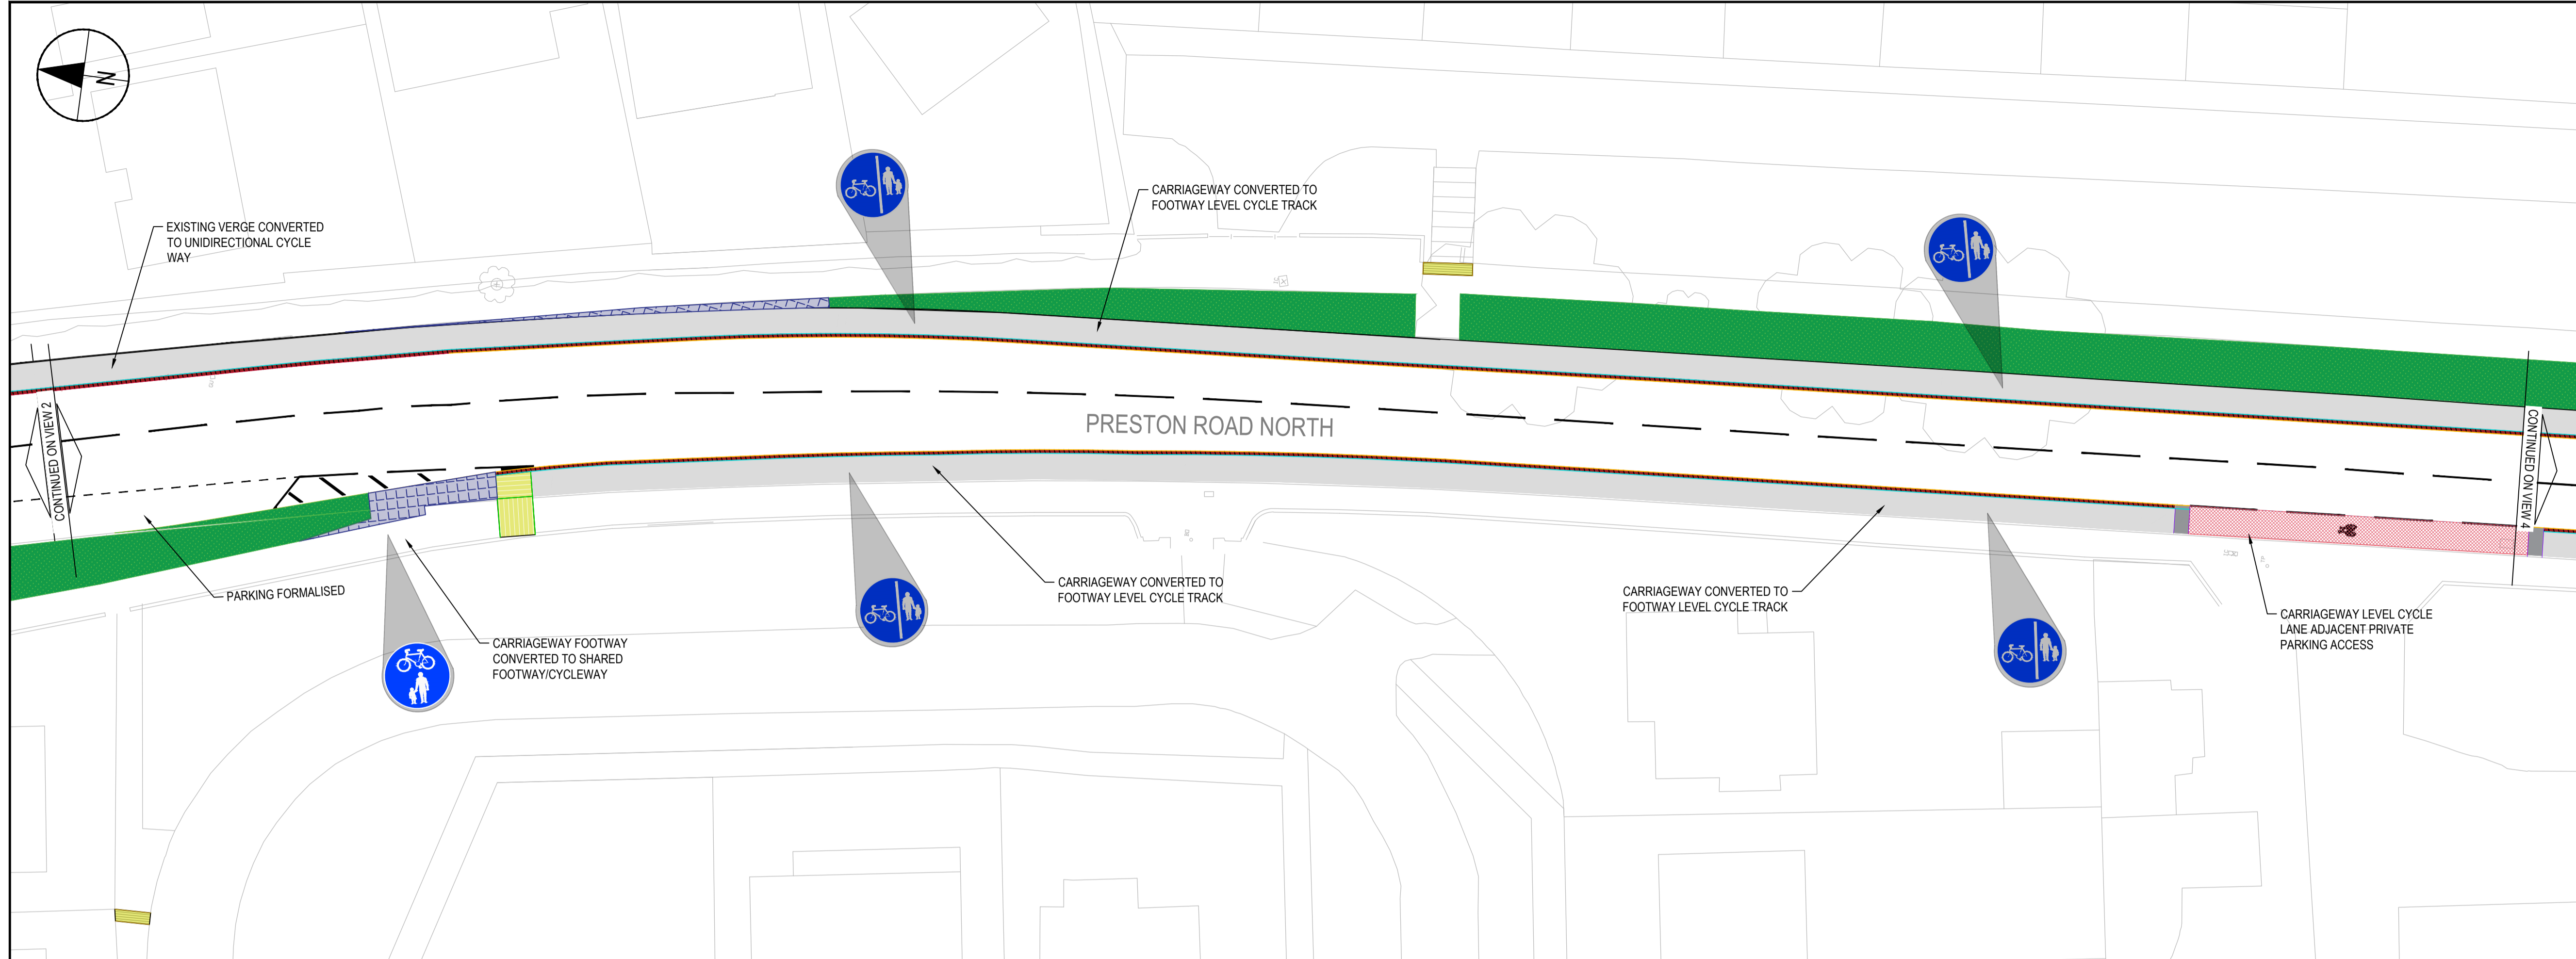 N
EXISTING VERGE CONVERTED
TO UNIDIRECTIONAL CYCLE
WAY
CARRIAGEWAY CONVERTED TO
FOOTWAY LEVEL CYCLE TRACK
CONTINUED ON VIEW 2
PRESTON ROAD NORTH
CONTINUED ON VIEW 4
PARKING FORMALISED
CARRIAGEWAY FOOTWAY
CONVERTED TO SHARED
FOOTWAY/CYCLEWAY
CARRIAGEWAY CONVERTED TO
FOOTWAY LEVEL CYCLE TRACK
CARRIAGEWAY CONVERTED TO
FOOTWAY LEVEL CYCLE TRACK
CARRIAGEWAY LEVEL CYCLE
LANE ADJACENT PRIVATE
PARKING ACCESS